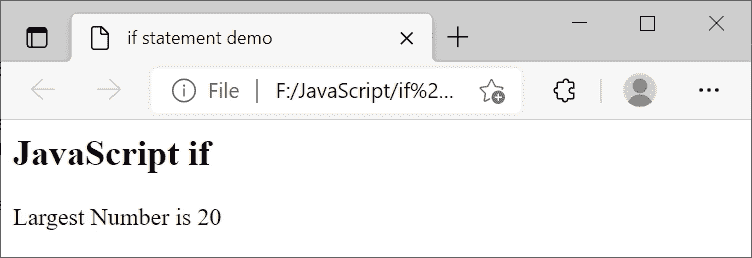 if statement demo
File | F:/JavaScript/if%2...
JavaScript if
Largest Number is 20